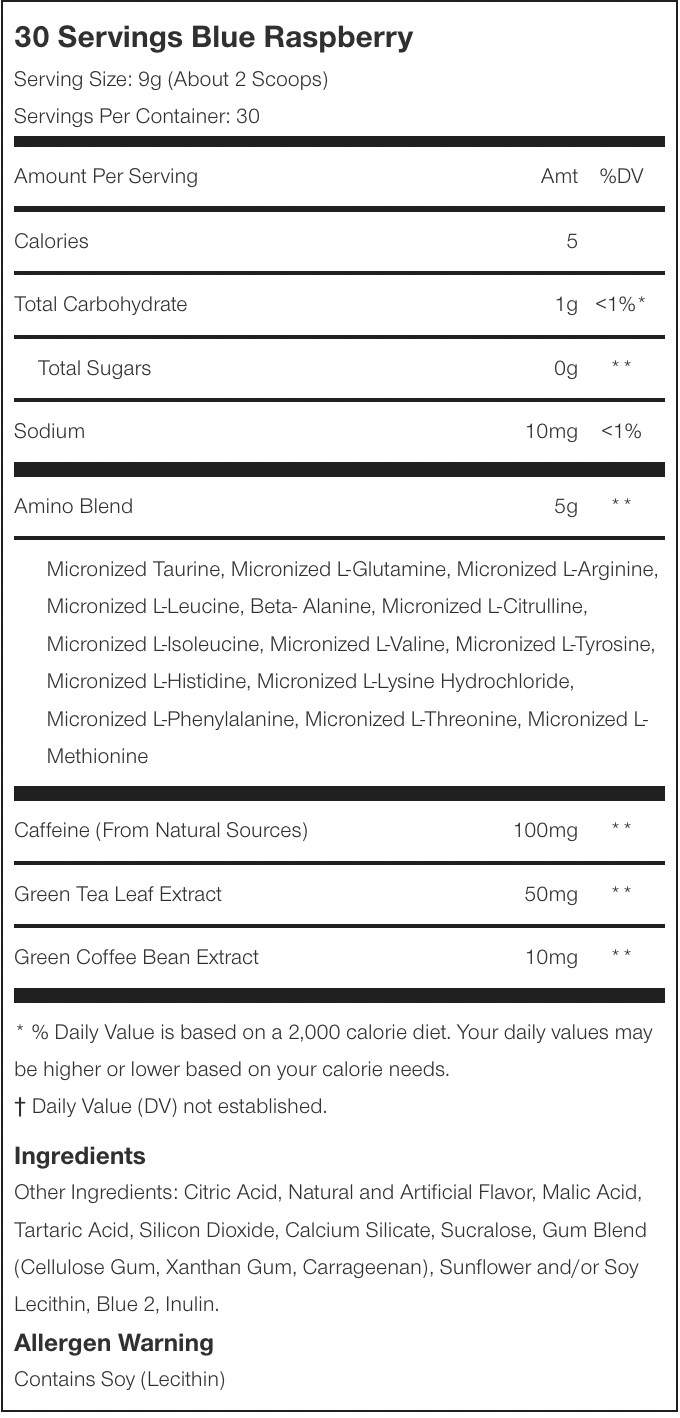 30 Servings Blue Raspberry
Serving Size: 9g (About 2 Scoops)
Servings Per Container: 30
Amount Per Serving Amt %DV
Calories 5
Total Carbohydrate 1g <1%*
Total Sugars 0g **
Sodium 10mg <1%
Amino Blend 5g **
Micronized Taurine, Micronized L-Glutamine, Micronized L-Arginine,
Micronized L-Leucine, Beta- Alanine, Micronized L-Citrulline,
Micronized L-Isoleucine, Micronized L-Valine, Micronized L-Tyrosine,
Micronized L-Histidine, Micronized L-Lysine Hydrochloride,
Micronized L-Phenylalanine, Micronized L-Threonine, Micronized L-
Methionine
Caffeine (From Natural Sources) 100mg **
Green Tea Leaf Extract 50mg **
Green Coffee Bean Extract 10mg **
* % Daily Value is based on a 2,000 calorie diet. Your daily values may
be higher or lower based on your calorie needs.
† Daily Value (DV) not established.
Ingredients
Other Ingredients: Citric Acid, Natural and Artificial Flavor, Malic Acid,
Tartaric Acid, Silicon Dioxide, Calcium Silicate, Sucralose, Gum Blend
(Cellulose Gum, Xanthan Gum, Carrageenan), Sunflower and/or Soy
Lecithin, Blue 2, Inulin.
Allergen Warning
Contains Soy (Lecithin)